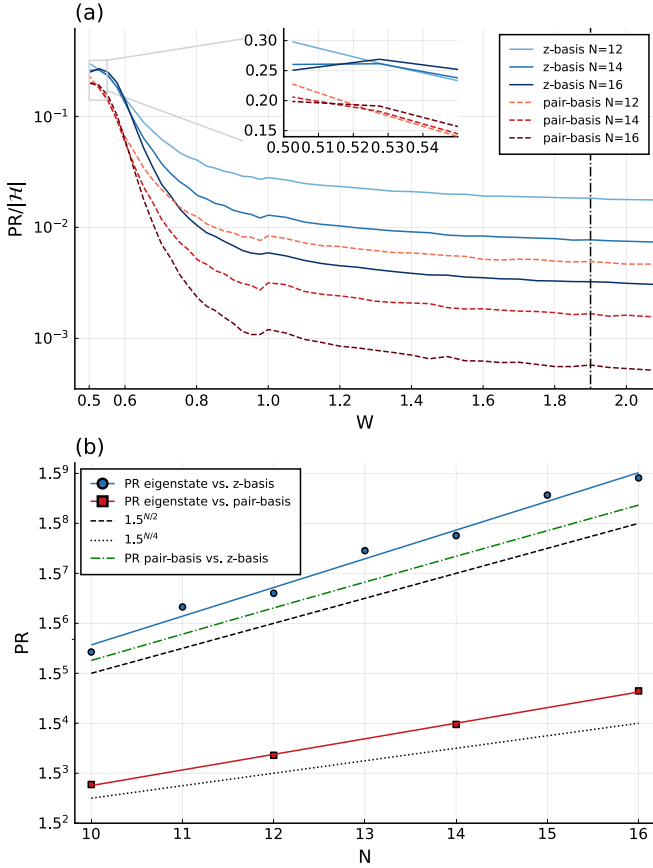 (a)
PR/|ℋ|
10⁻¹
10⁻²
10⁻³
0.5
0.6
0.8
1.0
1.2
1.4
1.6
1.8
2.0
W
0.30
0.25
0.20
0.15
0.500
0.51
0.52
0.53
0.54
z-basis N=12
z-basis N=14
z-basis N=16
pair-basis N=12
pair-basis N=14
pair-basis N=16
(b)
PR
1.5⁹
1.5⁸
1.5⁷
1.5⁶
1.5⁵
1.5⁴
1.5³
1.5²
PR eigenstate vs. z-basis
PR eigenstate vs. pair-basis
1.5^{N/2}
1.5^{N/4}
PR pair-basis vs. z-basis
10
11
12
13
14
15
16
N